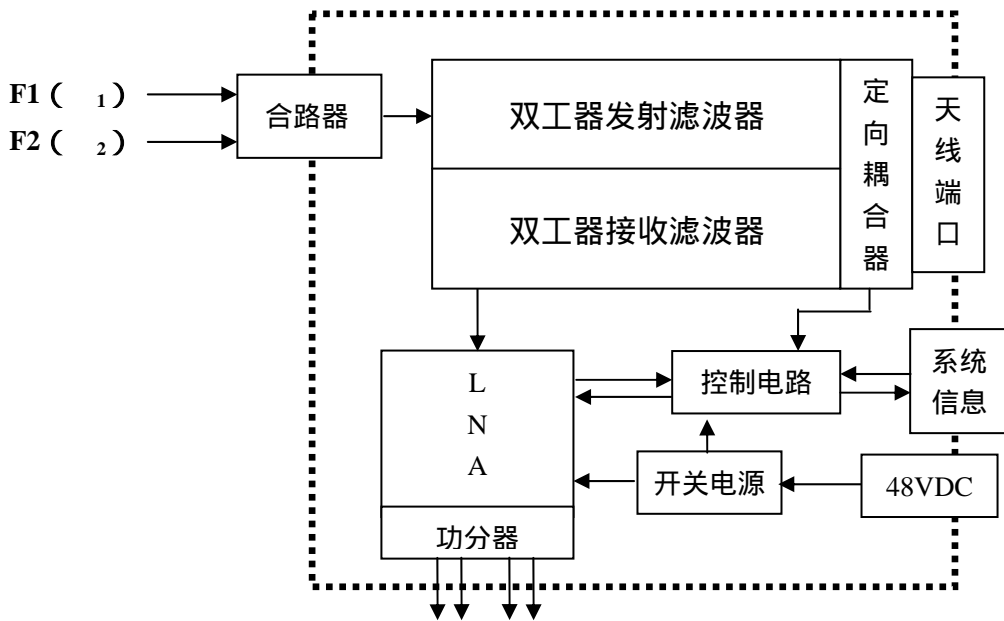 F1（ ₁）
F2（ ₂）
合路器
双工器发射滤波器
双工器接收滤波器
定向耦合器
天线端口
LNA
功分器
控制电路
开关电源
系统
信息
48VDC